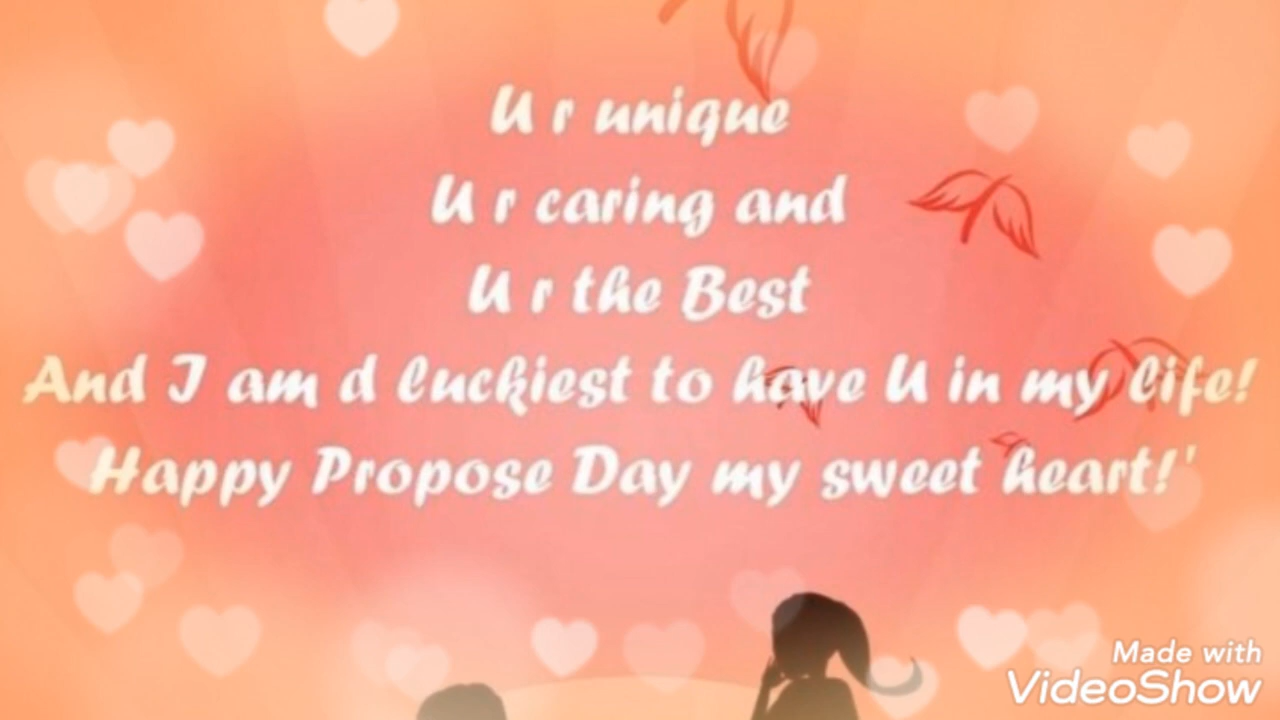 U r unique
U r caring and
U r the Best
And I am d luckiest to have U in my life!
Happy Propose Day my sweet heart!'
Made with
VideoShow